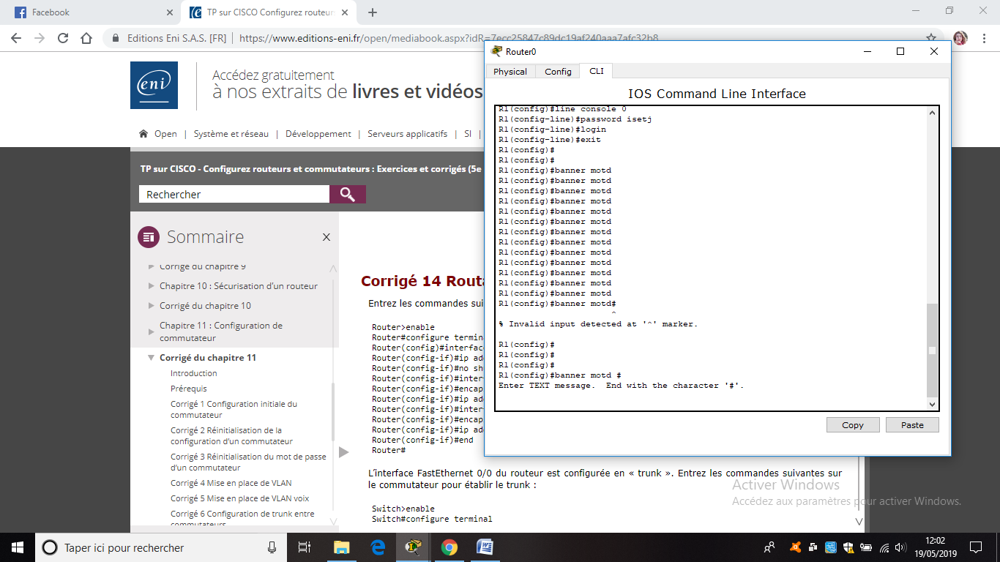 Facebook
TP sur CISCO Configurez routeurs
Editions Eni S.A.S. [FR] | https://www.editions-eni.fr/open/mediabook.aspx?idR=7ecc25847c89dc19af240aaa7afc32b8
eni
Accédez gratuitement
à nos extraits de livres et vidéos
Open | Système et réseau | Développement | Serveurs applicatifs | SI |
TP sur CISCO - Configurez routeurs et commutateurs : Exercices et corrigés (5e
Rechercher
Sommaire
Corrigé du chapitre 9
Chapitre 10 : Sécurisation d’un routeur
Corrigé du chapitre 10
Chapitre 11 : Configuration de
commutateur
Corrigé du chapitre 11
Introduction
Prérequis
Corrigé 1 Configuration initiale du
commutateur
Corrigé 2 Réinitialisation de la
configuration d’un commutateur
Corrigé 3 Réinitialisation du mot de passe
d’un commutateur
Corrigé 4 Mise en place de VLAN
Corrigé 5 Mise en place de VLAN voix
Corrigé 6 Configuration de trunk entre
commutateurs
Corrigé 14 Routa
Entrez les commandes sui
Router>enable
Router#configure termin
Router(config)#interfac
Router(config-if)#ip add
Router(config-if)#no sh
Router(config-if)#inter
Router(config-if)#encap
Router(config-if)#ip add
Router(config-if)#inter
Router(config-if)#encap
Router(config-if)#ip add
Router(config-if)#end
Router#
L’interface FastEthernet 0/0 du routeur est configurée en « trunk ». Entrez les commandes suivantes sur
le commutateur pour établir le trunk :
Switch>enable
Switch#configure terminal
Router0
Physical
Config
CLI
IOS Command Line Interface
R1(config)#line console 0
R1(config-line)#password isetj
R1(config-line)#login
R1(config-line)#exit
R1(config)#
R1(config)#
R1(config)#banner motd
R1(config)#banner motd
R1(config)#banner motd
R1(config)#banner motd
R1(config)#banner motd
R1(config)#banner motd
R1(config)#banner motd
R1(config)#banner motd
R1(config)#banner motd
R1(config)#banner motd
R1(config)#banner motd
R1(config)#banner motd
R1(config)#banner motd
R1(config)#banner motd#
^
% Invalid input detected at '^' marker.
R1(config)#
R1(config)#
R1(config)#
R1(config)#banner motd #
Enter TEXT message.  End with the character '#'.
Copy
Paste
Activer Windows
Accédez aux paramètres pour activer Windows.
Taper ici pour rechercher
12:02
19/05/2019